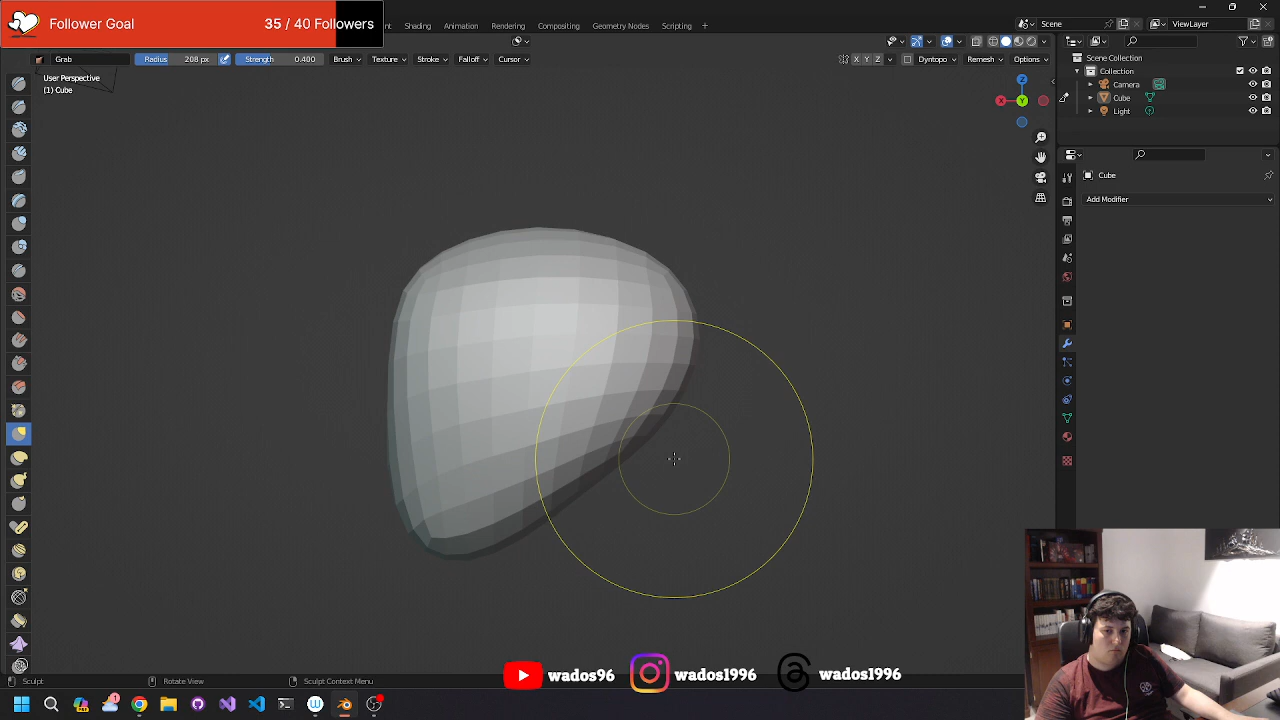 Follower Goal 35 / 40 Followers
Shading Animation Rendering Compositing Geometry Nodes Scripting +
Scene ViewLayer
Grab Radius 208 px Strength 0.400 Brush Texture Stroke Falloff Cursor X Y Z Dyntopo Remesh Options
User Perspective
(1) Cube
Z
X Y
Scene Collection
Collection
Camera
Cube
Light
Cube
Add Modifier
Sculpt Rotate View Sculpt Context Menu
wados96 wados1996 wados1996